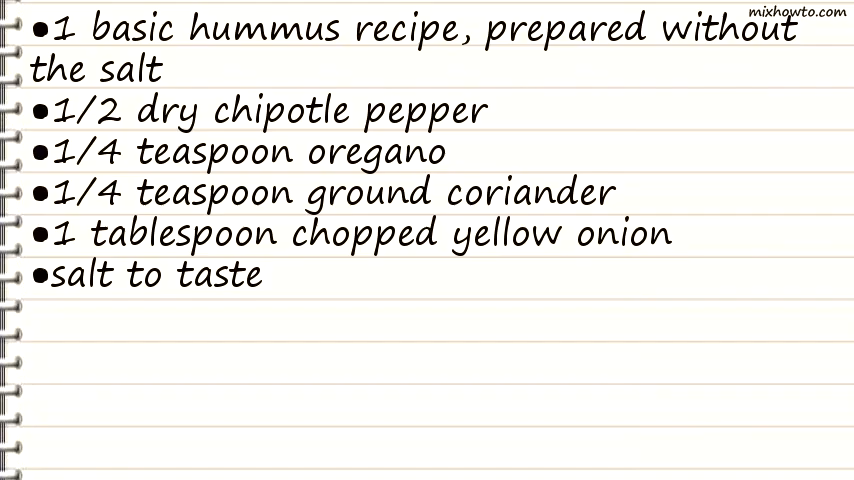 mixhowto.com
•1 basic hummus recipe, prepared without
the salt
•1/2 dry chipotle pepper
•1/4 teaspoon oregano
•1/4 teaspoon ground coriander
•1 tablespoon chopped yellow onion
•salt to taste